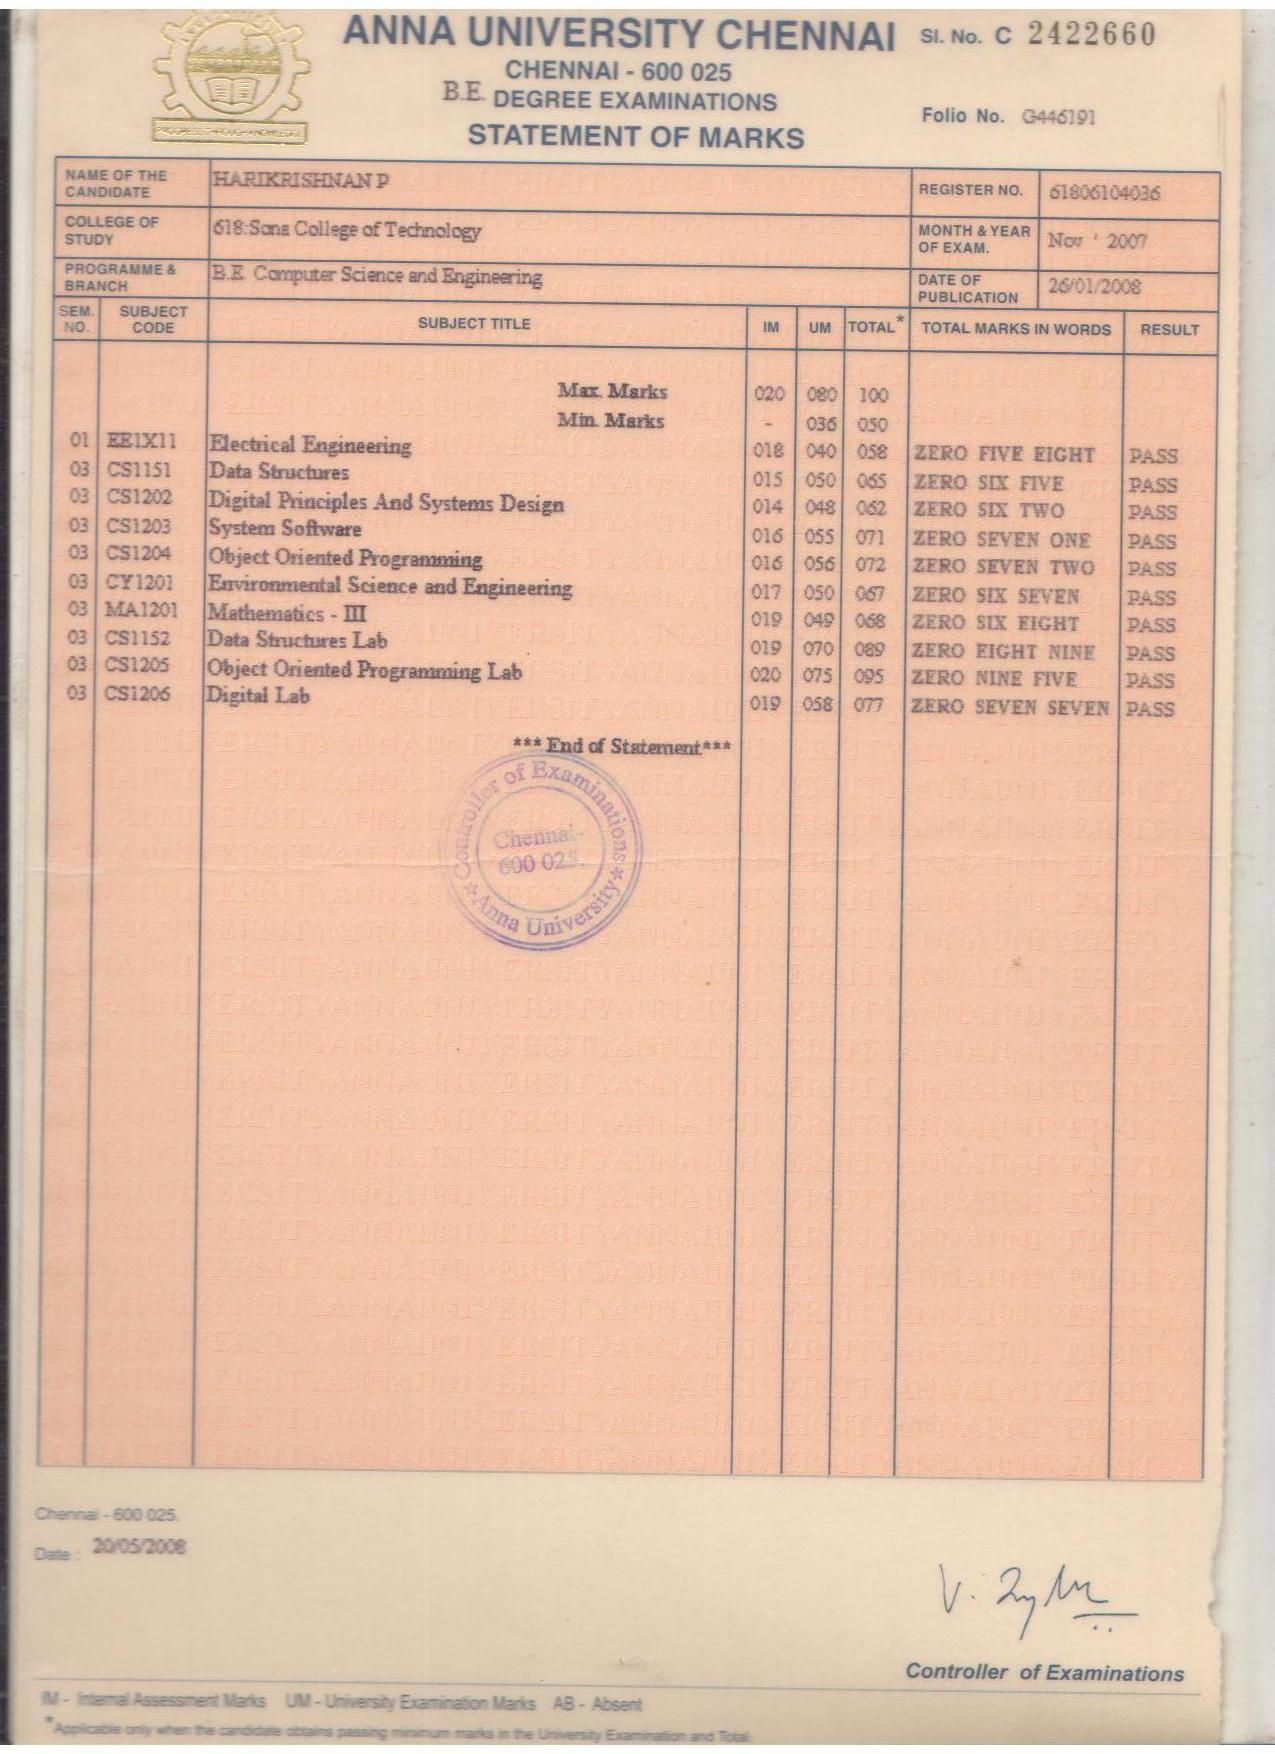 ANNA UNIVERSITY CHENNAI SI. No. C 2422660
CHENNAI - 600 025
B.E. DEGREE EXAMINATIONS
Folio No. G446191
STATEMENT OF MARKS
PROGRESS THROUGH KNOWLEDGE
NAME OF THE CANDIDATE HARIKRISHNAN P REGISTER NO. 61806104036
COLLEGE OF STUDY 618:Sona College of Technology MONTH & YEAR OF EXAM. Nov ' 2007
PROGRAMME & BRANCH B.E. Computer Science and Engineering DATE OF PUBLICATION 26/01/2008
SEM. NO. SUBJECT CODE SUBJECT TITLE IM UM TOTAL* TOTAL MARKS IN WORDS RESULT
Max. Marks 020 080 100
Min. Marks - 036 050
01 EE1X11 Electrical Engineering 018 040 058 ZERO FIVE EIGHT PASS
03 CS1151 Data Structures 015 050 065 ZERO SIX FIVE PASS
03 CS1202 Digital Principles And Systems Design 014 048 062 ZERO SIX TWO PASS
03 CS1203 System Software 016 055 071 ZERO SEVEN ONE PASS
03 CS1204 Object Oriented Programming 016 056 072 ZERO SEVEN TWO PASS
03 CY1201 Environmental Science and Engineering 017 050 067 ZERO SIX SEVEN PASS
03 MA1201 Mathematics - III 019 049 068 ZERO SIX EIGHT PASS
03 CS1152 Data Structures Lab 019 070 089 ZERO EIGHT NINE PASS
03 CS1205 Object Oriented Programming Lab 020 075 095 ZERO NINE FIVE PASS
03 CS1206 Digital Lab 019 058 077 ZERO SEVEN SEVEN PASS
*** End of Statement***
Controller of Examinations
Chennai-
600 025.
★Anna University★
Chennai - 600 025.
Date : 20/05/2008
Controller of Examinations
IM - Internal Assessment Marks UM - University Examination Marks AB - Absent
*Applicable only when the candidate obtains passing minimum marks in the University Examination and Total.